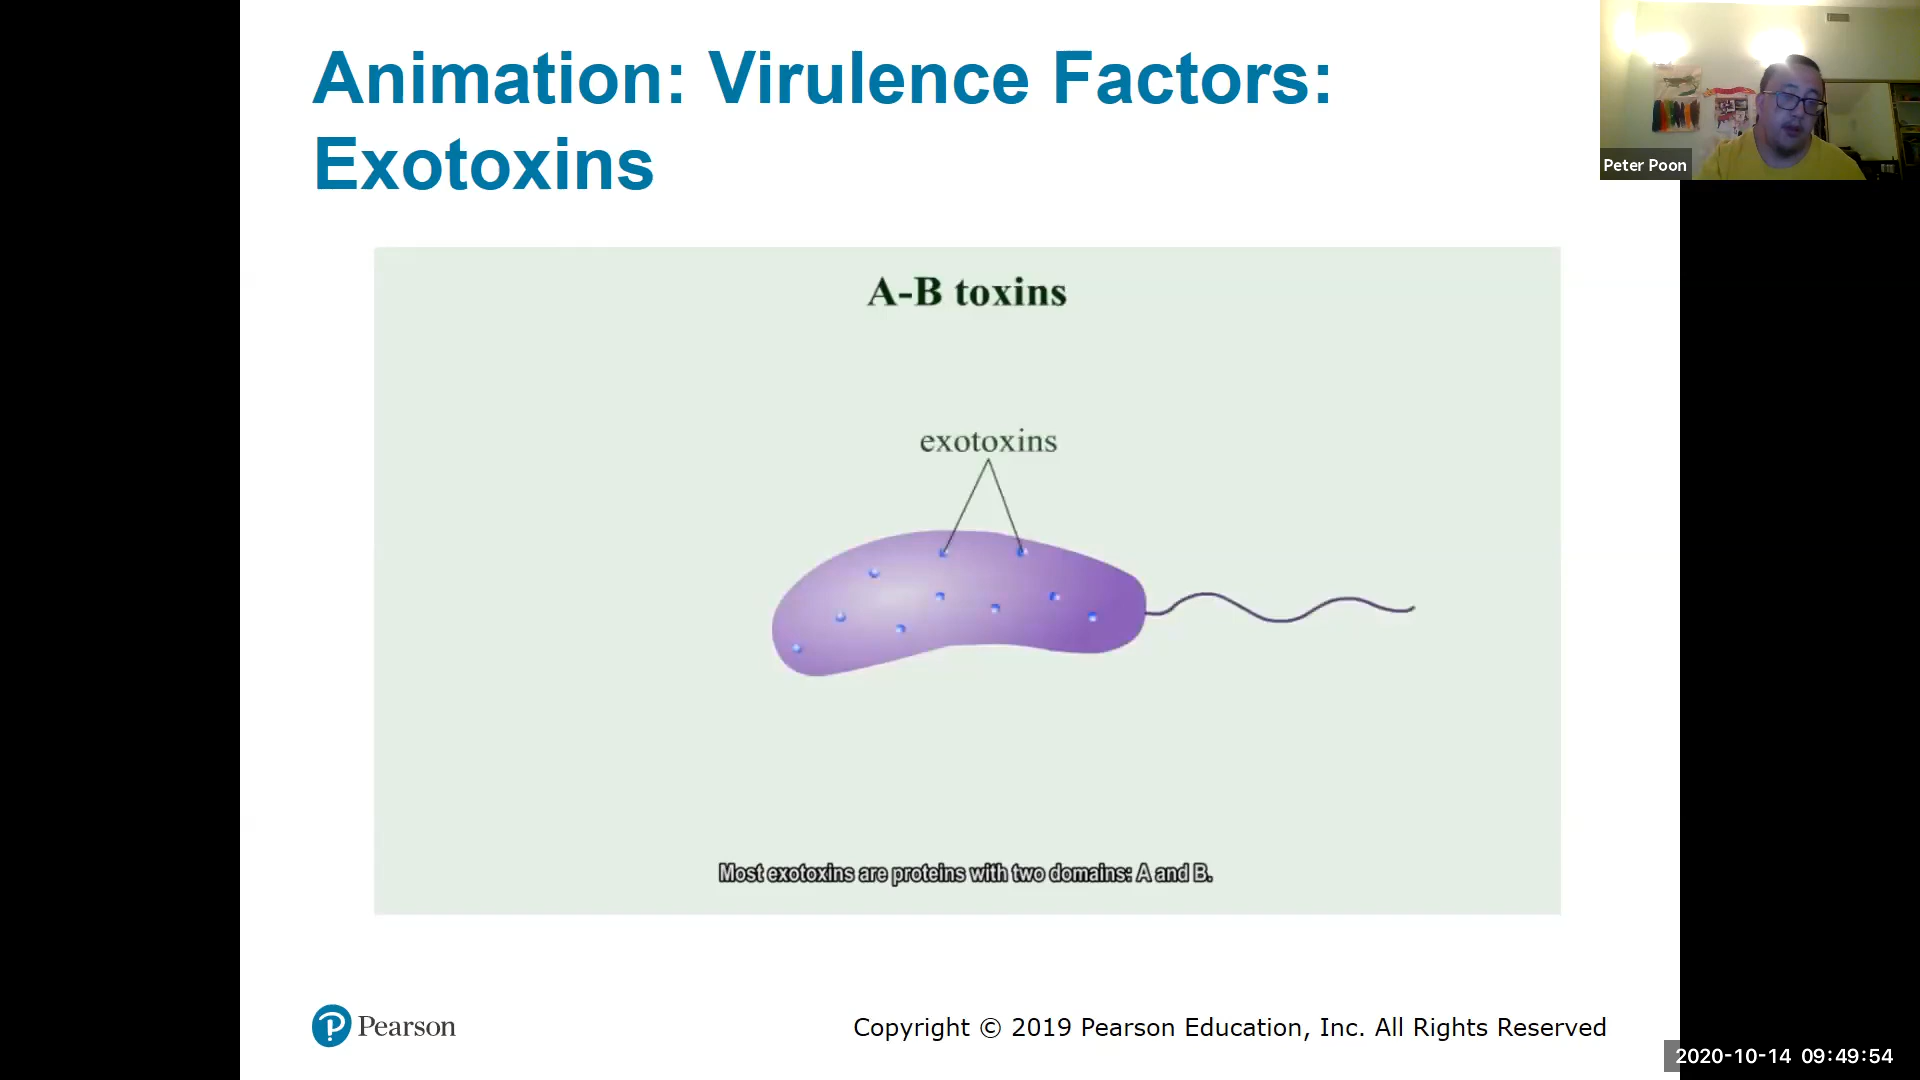 Animation: Virulence Factors:
Exotoxins
Peter Poon
A-B toxins
exotoxins
Most exotoxins are proteins with two domains: A and B.
Pearson
Copyright © 2019 Pearson Education, Inc. All Rights Reserved
2020-10-14 09:49:54